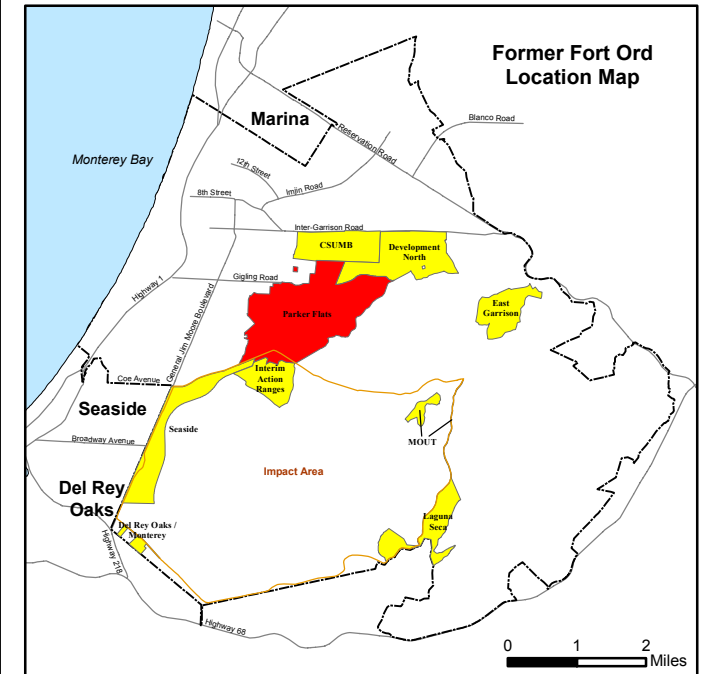 Former Fort Ord
Location Map
Marina
Blanco Road
Reservation Road
Monterey Bay
12th Street
Imjin Road
8th Street
Inter-Garrison Road
CSUMB
Development
North
Gigling Road
Highway 1
East
Garrison
Parker Flats
General Jim Moore Boulevard
Interim
Action
Ranges
Coe Avenue
Seaside
Seaside
Broadway Avenue
MOUT
Impact Area
Del Rey
Oaks
Laguna
Seca
Del Rey Oaks /
Monterey
Highway 218
Highway 68
0 1 2
Miles